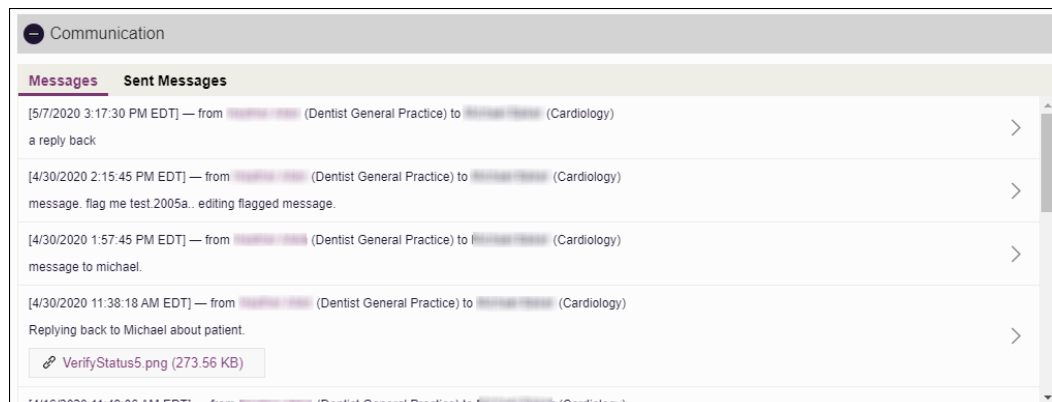 Communication
Messages Sent Messages
[5/7/2020 3:17:30 PM EDT] — from (Dentist General Practice) to (Cardiology)
a reply back
[4/30/2020 2:15:45 PM EDT] — from (Dentist General Practice) to (Cardiology)
message. flag me test.2005a.. editing flagged message.
[4/30/2020 1:57:45 PM EDT] — from (Dentist General Practice) to (Cardiology)
message to michael.
[4/30/2020 11:38:18 AM EDT] — from (Dentist General Practice) to (Cardiology)
Replying back to Michael about patient.
VerifyStatus5.png (273.56 KB)